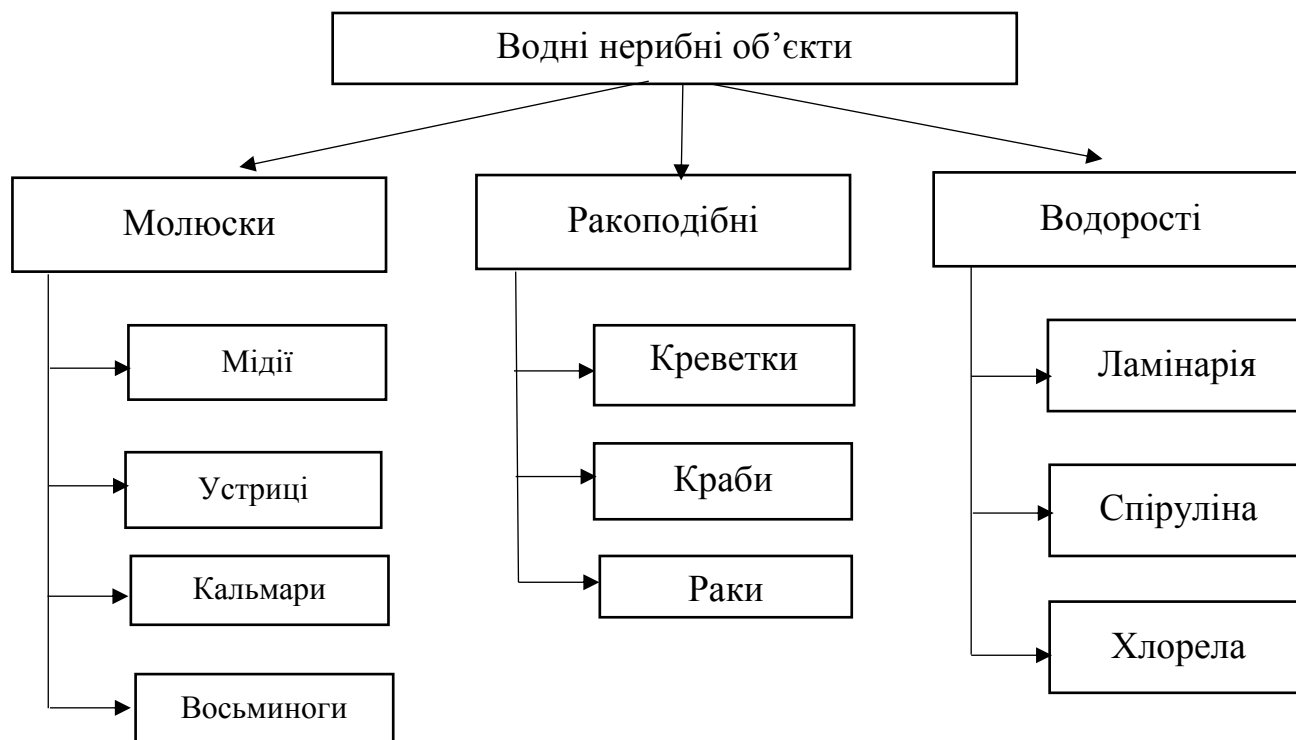 Водні нерибні об’єкти
Молюски
Мідії
Устриці
Кальмари
Восьминоги
Ракоподібні
Креветки
Краби
Раки
Водорості
Ламінарія
Спіруліна
Хлорела